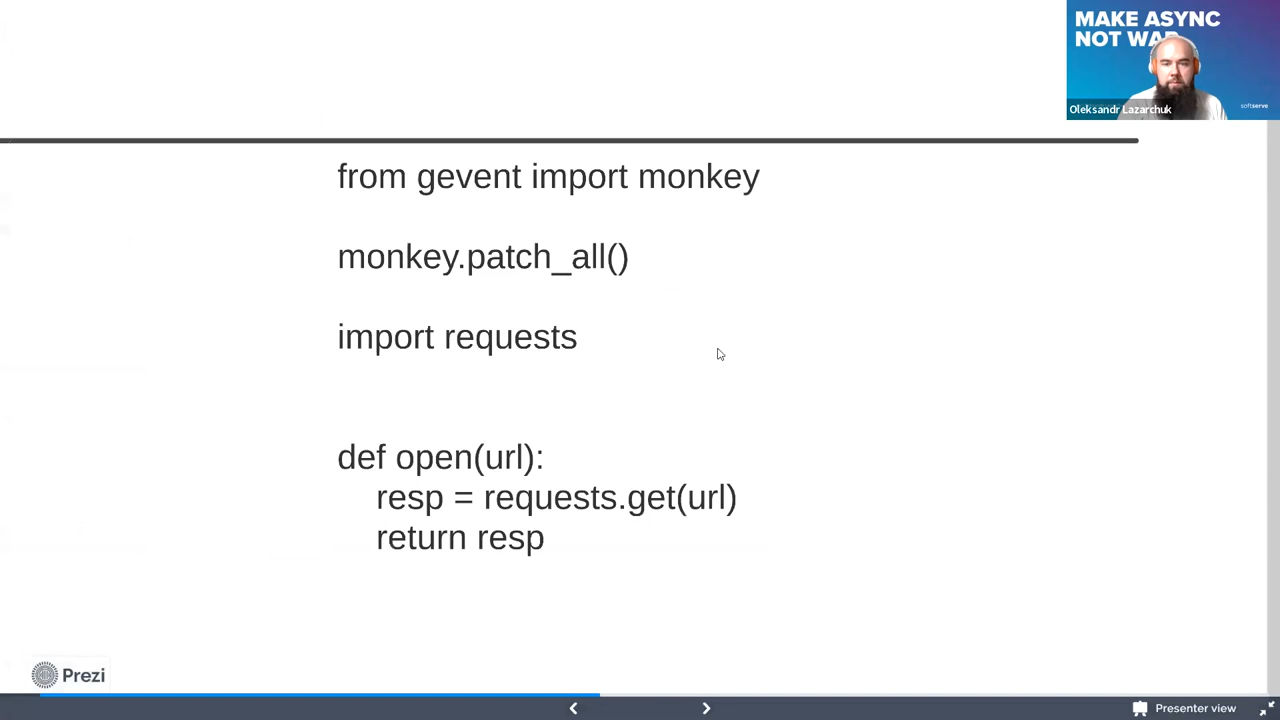 MAKE ASYNC
NOT WAR
Oleksandr Lazarchuk
softserve
from gevent import monkey
monkey.patch_all()
import requests
def open(url):
resp = requests.get(url)
return resp
Prezi
Presenter view